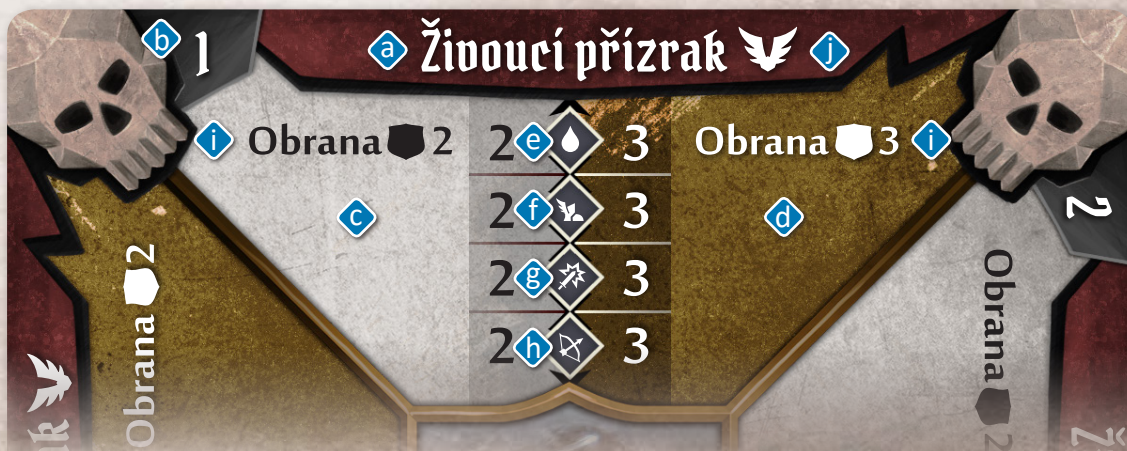 b 1 a Živoucí přízrak j
i Obrana 2 2 e 3 Obrana 3 i
c 2 f 3 d
2 g 3
2 h 3
2
Obrana 2
Obrana 2